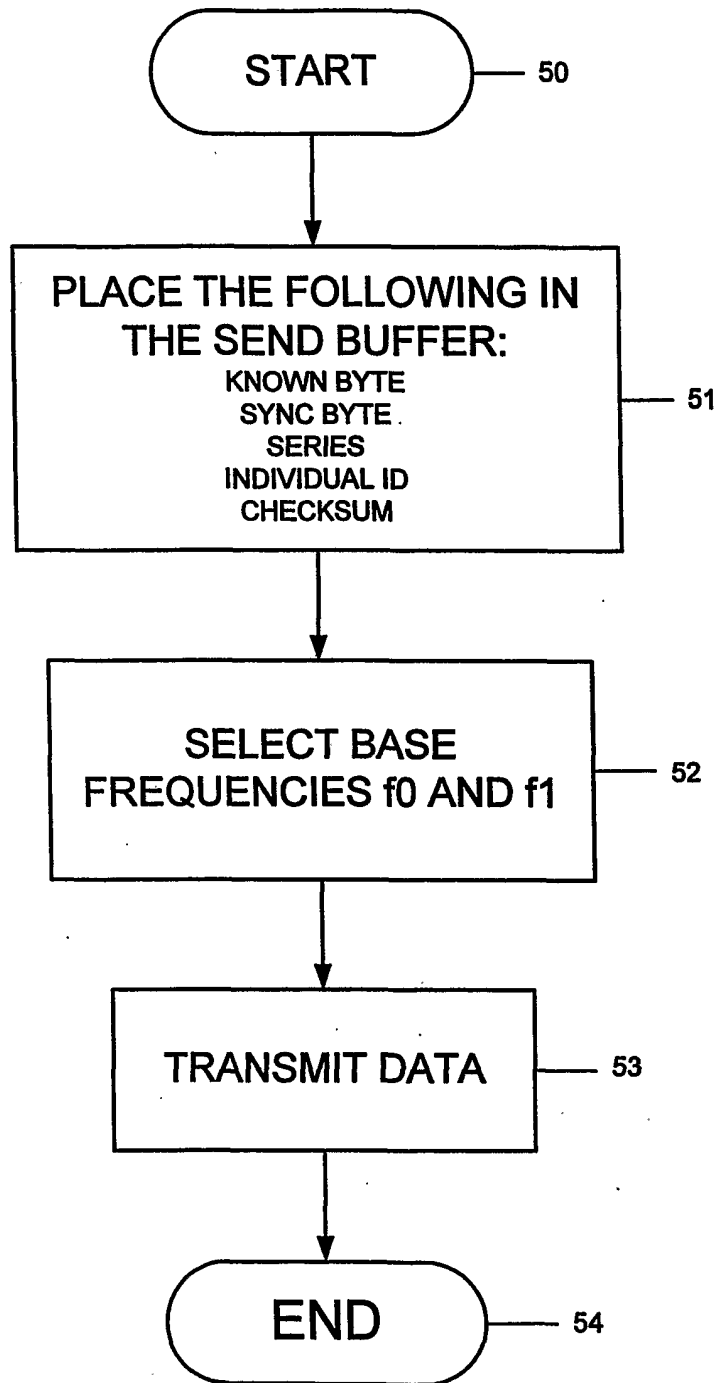 START
50
PLACE THE FOLLOWING IN
THE SEND BUFFER:
KNOWN BYTE
SYNC BYTE
SERIES
INDIVIDUAL ID
CHECKSUM
51
SELECT BASE
FREQUENCIES f0 AND f1
52
TRANSMIT DATA
53
END
54